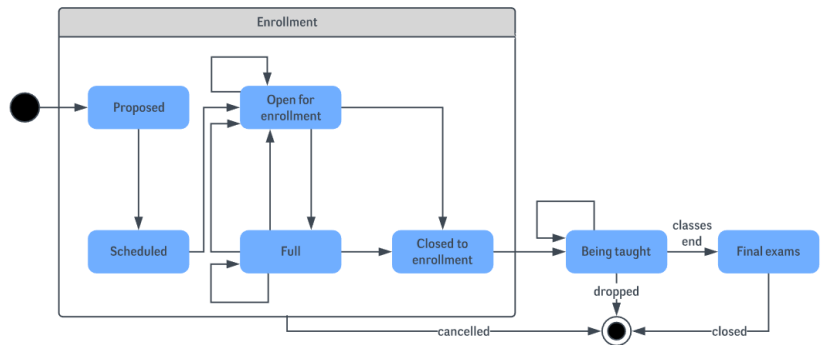 Enrollment
Proposed
Open for
enrollment
Scheduled
Full
Closed to
enrollment
Being taught
classes
end
Final exams
dropped
cancelled
closed